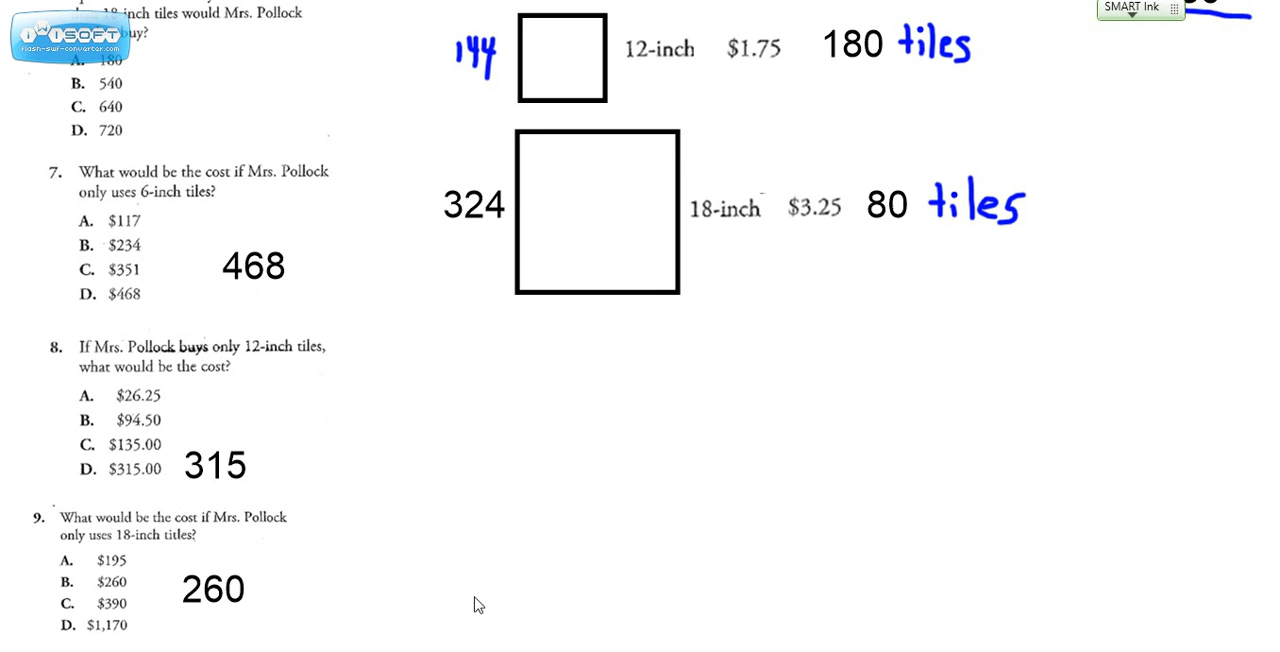 18-inch tiles would Mrs. Pollock
buy?
A. 180
B. 540
C. 640
D. 720
7. What would be the cost if Mrs. Pollock
only uses 6-inch tiles?
A. $117
B. $234
C. $351
D. $468
468
8. If Mrs. Pollock buys only 12-inch tiles,
what would be the cost?
A. $26.25
B. $94.50
C. $135.00
D. $315.00
315
9. What would be the cost if Mrs. Pollock
only uses 18-inch titles?
A. $195
B. $260
C. $390
D. $1,170
260
144 12-inch $1.75 180 tiles
324 18-inch $3.25 80 tiles
SMART Ink
iWiSOFT
flash-swf-converter.com